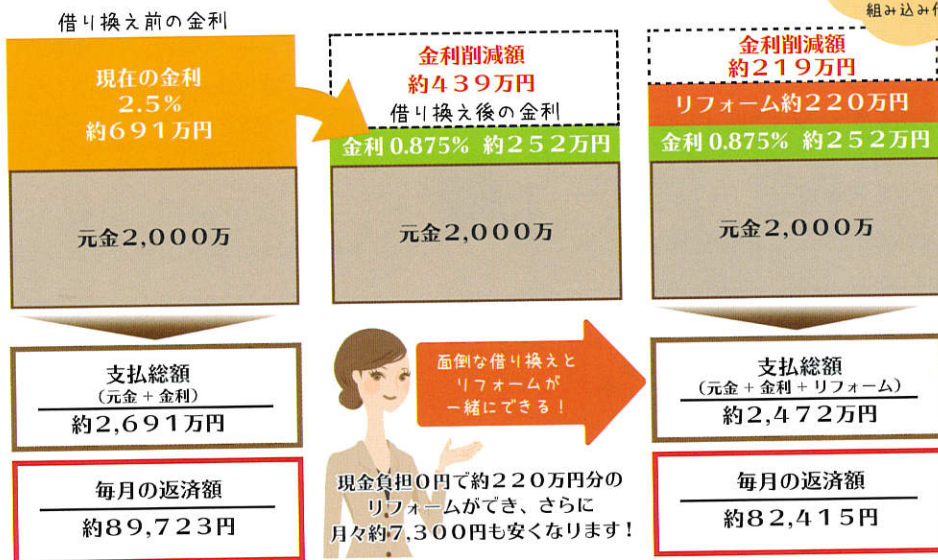 組み込み
借り換え前の金利
現在の金利
2.5%
約691万円
元金2,000万
支払総額
(元金+金利)
約2,691万円
毎月の返済額
約89,723円
金利削減額
約439万円
借り換え後の金利
金利0.875% 約252万円
元金2,000万
面倒な借り換えと
リフォームが
一緒にできる!
現金負担0円で約220万円分の
リフォームができ、さらに
月々約7,300円も安くなります!
金利削減額
約219万円
リフォーム約220万円
金利0.875% 約252万円
元金2,000万
支払総額
(元金+金利+リフォーム)
約2,472万円
毎月の返済額
約82,415円